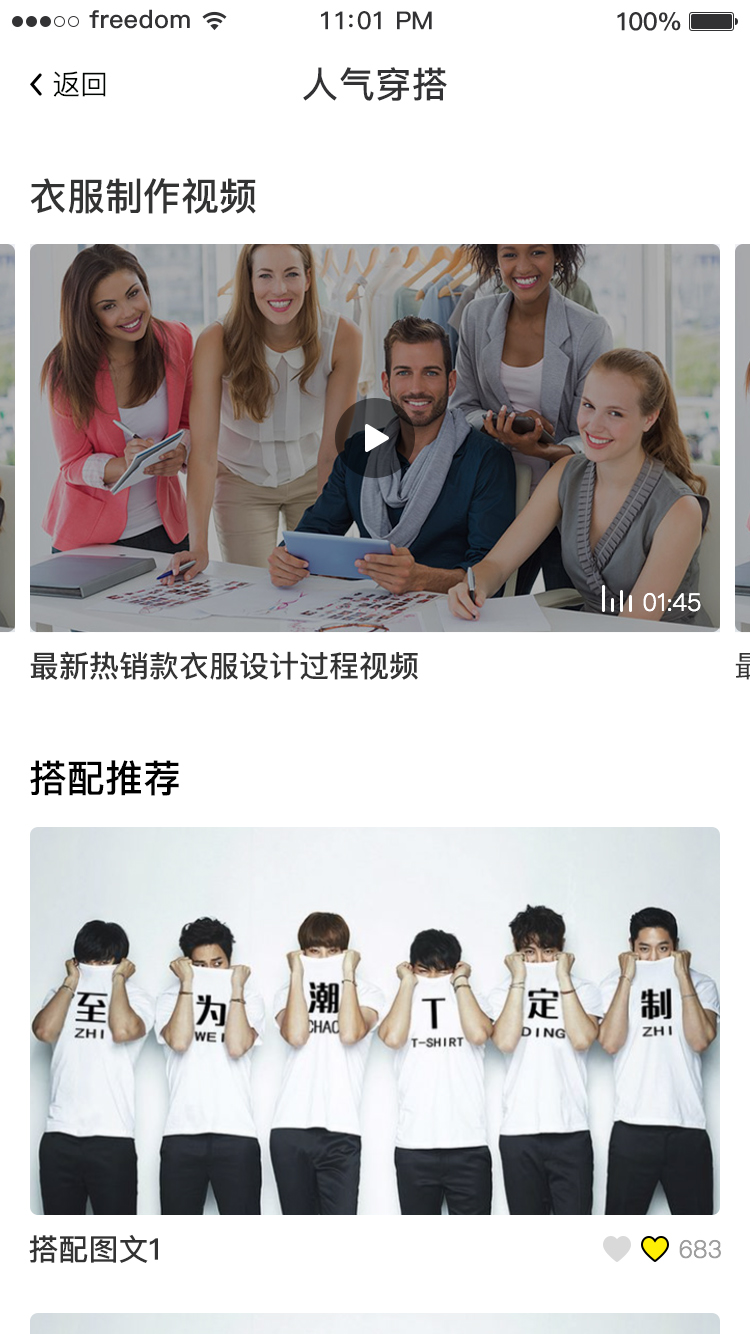 freedom 11:01 PM 100%
返回 人气穿搭
衣服制作视频
01:45
最新热销款衣服设计过程视频
搭配推荐
至 为 潮 T 定 制
ZHI WE CHAO T-SHIRT DING ZHI
搭配图文1 683